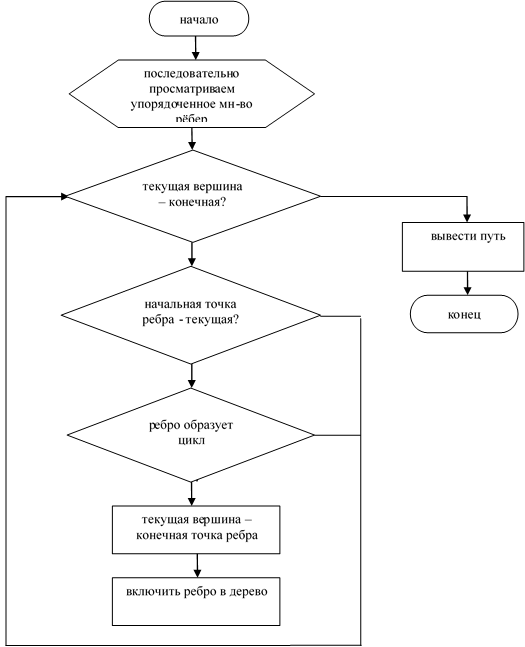 начало
последовательно
просматриваем
упорядоченное мн-во
рёбер
текущая вершина
– конечная?
вывести путь
начальная точка
ребра - текущая?
конец
ребро образует
цикл
текущая вершина –
конечная точка ребра
включить ребро в дерево